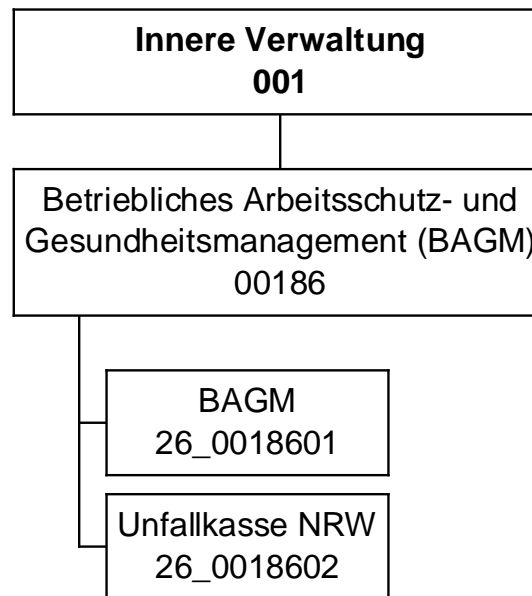 Innere Verwaltung
001
Betriebliches Arbeitsschutz- und
Gesundheitsmanagement (BAGM)
00186
BAGM
26_0018601
Unfallkasse NRW
26_0018602